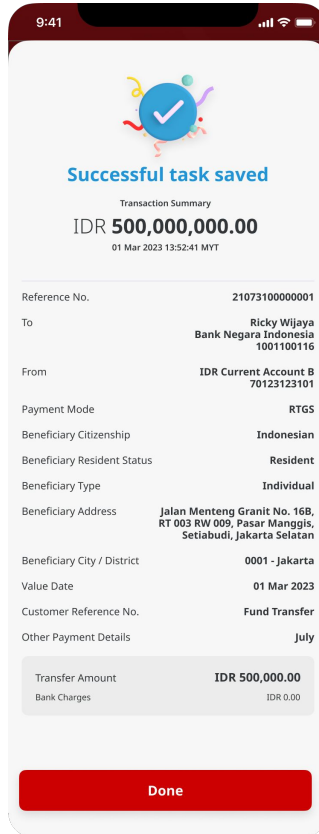 9:41
Successful task saved
Transaction Summary
IDR 500,000,000.00
01 Mar 2023 13:52:41 MYT
Reference No. 21073100000001
To Ricky Wijaya
Bank Negara Indonesia
1001100116
From IDR Current Account B
70123123101
Payment Mode RTGS
Beneficiary Citizenship Indonesian
Beneficiary Resident Status Resident
Beneficiary Type Individual
Beneficiary Address Jalan Menteng Granit No. 16B,
RT 003 RW 009, Pasar Manggis,
Setiabudi, Jakarta Selatan
Beneficiary City / District 0001 - Jakarta
Value Date 01 Mar 2023
Customer Reference No. Fund Transfer
Other Payment Details July
Transfer Amount IDR 500,000.00
Bank Charges IDR 0.00
Done